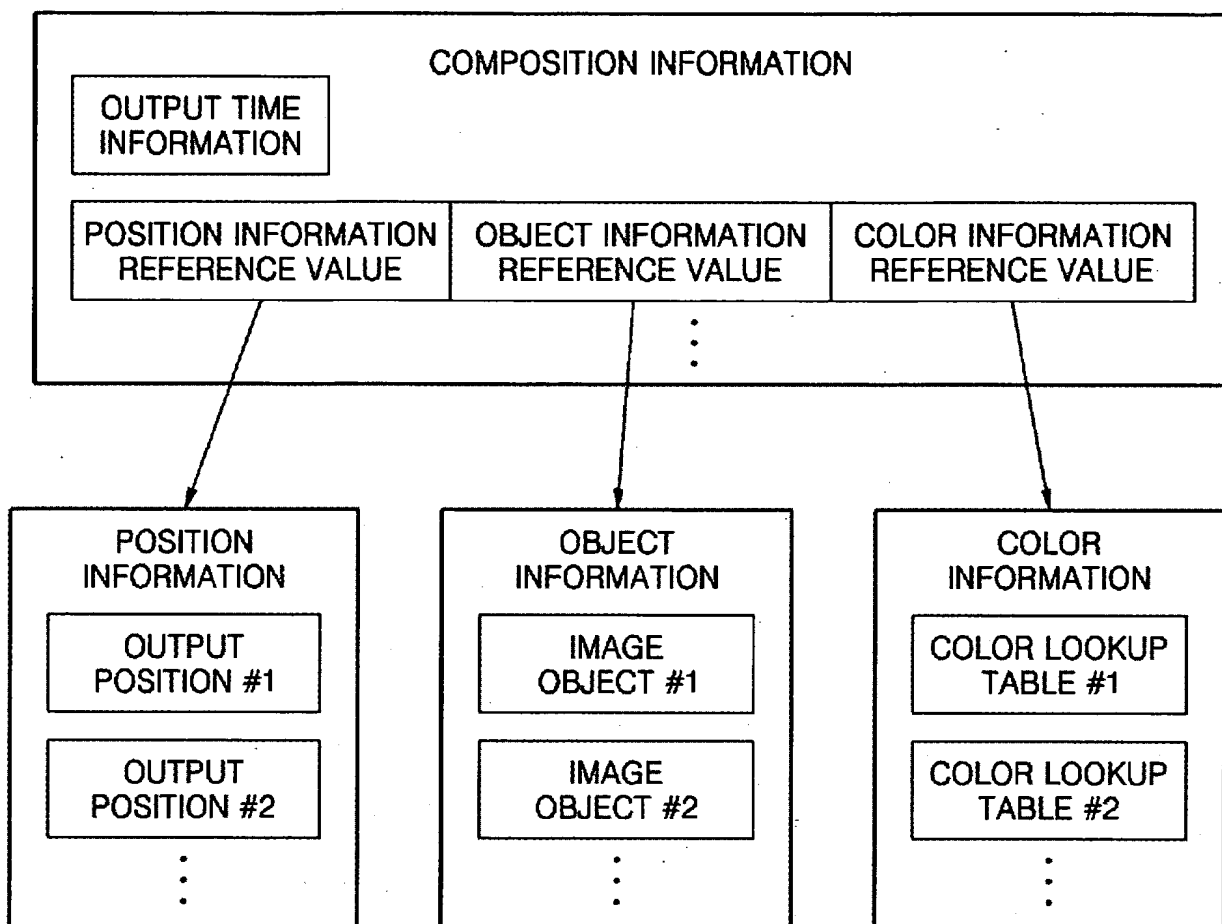 COMPOSITION INFORMATION
OUTPUT TIME
INFORMATION
POSITION INFORMATION
REFERENCE VALUE
OBJECT INFORMATION
REFERENCE VALUE
COLOR INFORMATION
REFERENCE VALUE
POSITION
INFORMATION
OUTPUT
POSITION #1
OUTPUT
POSITION #2
OBJECT
INFORMATION
IMAGE
OBJECT #1
IMAGE
OBJECT #2
COLOR
INFORMATION
COLOR LOOKUP
TABLE #1
COLOR LOOKUP
TABLE #2